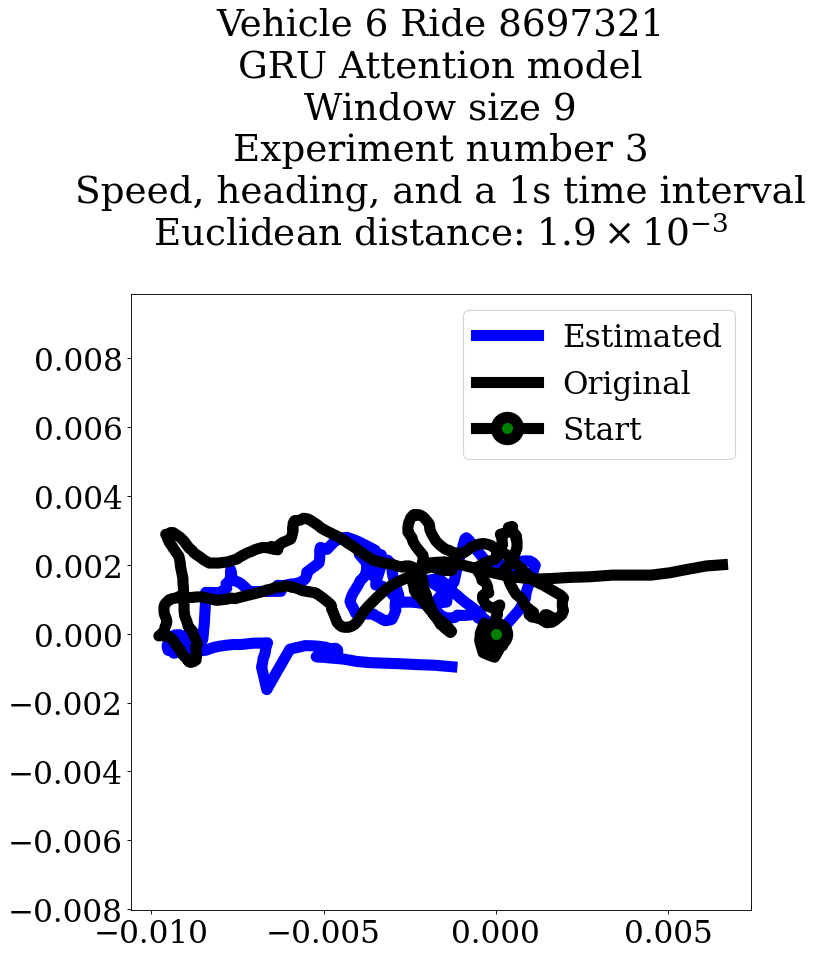 Vehicle 6 Ride 8697321
GRU Attention model
Window size 9
Experiment number 3
Speed, heading, and a 1s time interval
Euclidean distance: 1.9 × 10⁻³
Estimated
Original
Start
0.008
0.006
0.004
0.002
0.000
−0.002
−0.004
−0.006
−0.008
−0.010
−0.005
0.000
0.005